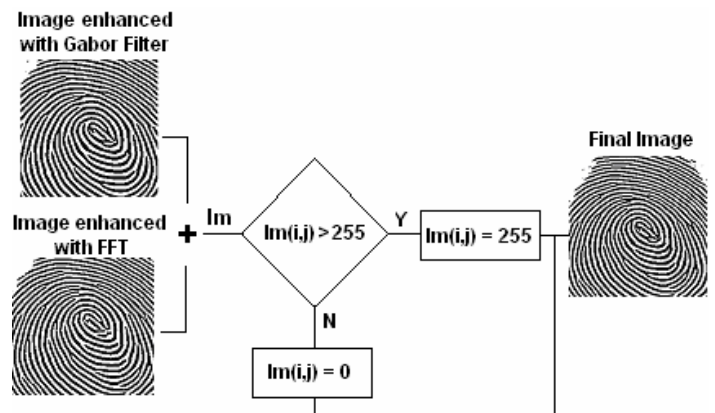 Image enhanced
with Gabor Filter
Image enhanced
with FFT
+
Im
Im(i,j) > 255
Y
Im(i,j) = 255
N
Im(i,j) = 0
Final Image